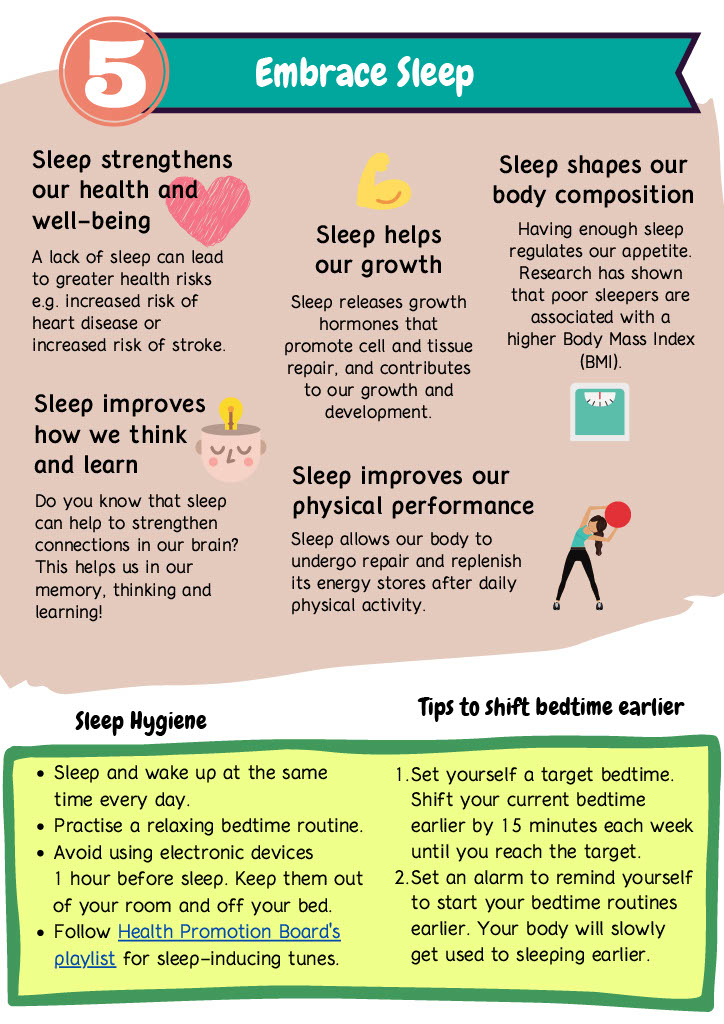 5
Embrace Sleep
Sleep strengthens
our health and
well-being
A lack of sleep can lead
to greater health risks
e.g. increased risk of
heart disease or
increased risk of stroke.
Sleep helps
our growth
Sleep releases growth
hormones that
promote cell and tissue
repair, and contributes
to our growth and
development.
Sleep shapes our
body composition
Having enough sleep
regulates our appetite.
Research has shown
that poor sleepers are
associated with a
higher Body Mass Index
(BMI).
Sleep improves
how we think
and learn
Do you know that sleep
can help to strengthen
connections in our brain?
This helps us in our
memory, thinking and
learning!
Sleep improves our
physical performance
Sleep allows our body to
undergo repair and replenish
its energy stores after daily
physical activity.
Sleep Hygiene
• Sleep and wake up at the same
time every day.
• Practise a relaxing bedtime routine.
• Avoid using electronic devices
1 hour before sleep. Keep them out
of your room and off your bed.
• Follow Health Promotion Board's
playlist for sleep-inducing tunes.
Tips to shift bedtime earlier
1. Set yourself a target bedtime.
Shift your current bedtime
earlier by 15 minutes each week
until you reach the target.
2. Set an alarm to remind yourself
to start your bedtime routines
earlier. Your body will slowly
get used to sleeping earlier.